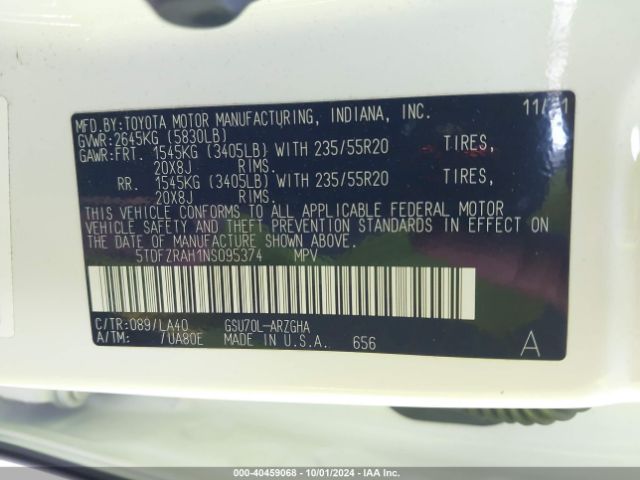 MFD.BY:TOYOTA MOTOR MANUFACTURING, INDIANA, INC. 11/21
GVWR:2645KG (5830LB)
GAWR:FRT. 1545KG (3405LB) WITH 235/55R20 TIRES,
20X8J RIMS.
RR. 1545KG (3405LB) WITH 235/55R20 TIRES,
20X8J RIMS.
THIS VEHICLE CONFORMS TO ALL APPLICABLE FEDERAL MOTOR
VEHICLE SAFETY AND THEFT PREVENTION STANDARDS IN EFFECT ON
THE DATE OF MANUFACTURE SHOWN ABOVE.
5TDFZRAH1NS095374 MPV
C/TR:089/LA40 GSU70L-ARZGHA
A/TM: /UA80E MADE IN U.S.A. 656 A
000-40459068 - 10/01/2024 - IAA, Inc.